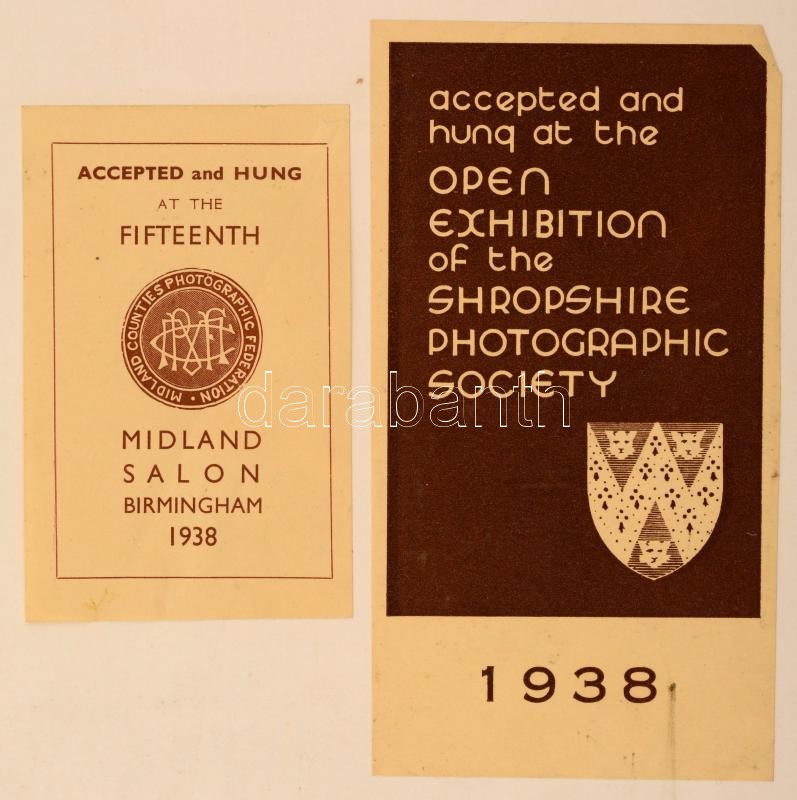 ACCEPTED and HUNG
AT THE
FIFTEENTH
MIDLAND COUNTIES PHOTOGRAPHIC FEDERATION
MIDLAND
SALON
BIRMINGHAM
1938
accepted and
hung at the
OPEN
EXHIBITION
of the
SHROPSHIRE
PHOTOGRAPHIC
SOCIETY
1938
darabanth